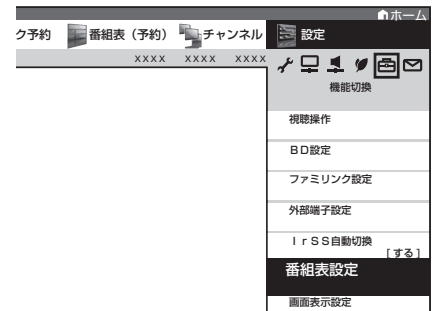 ホーム
ク予約 番組表（予約） チャンネル 設定
xxxx xxxx xxxx
機能切換
視聴操作
ＢＤ設定
ファミリンク設定
外部端子設定
ＩｒＳＳ自動切換
［する］
番組表設定
画面表示設定